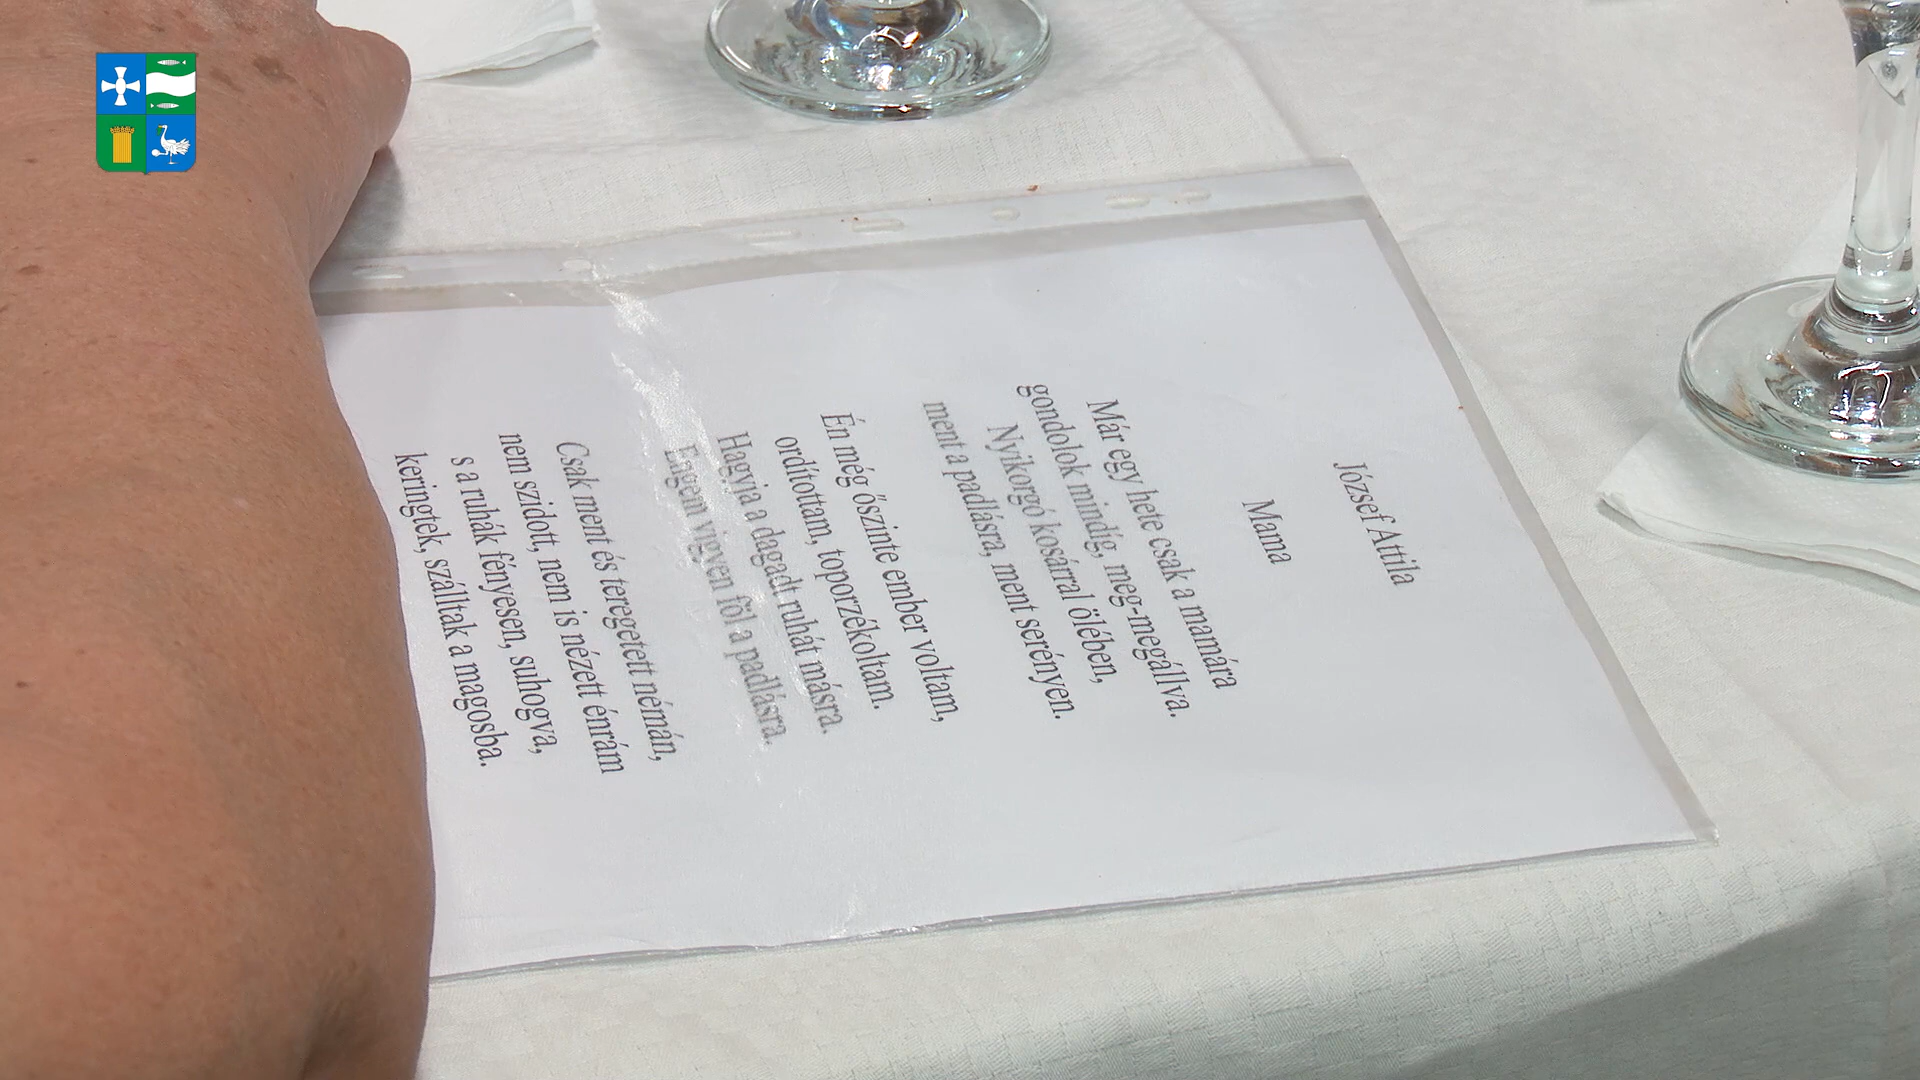 József Attila
Mama
Már egy hete csak a mamára
gondolok mindíg, meg-megállva.
Nyikorgó kosárral ölében,
ment a padlásra, ment serényen.
Én még őszinte ember voltam,
ordítottam, toporzékoltam.
Hagyja a dagadt ruhát másra.
Engem vigyen föl a padlásra.
Csak ment és teregetett némán,
nem szidott, nem is nézett énrám
s a ruhák fényesen, suhogva,
keringtek, szálltak a magosba.